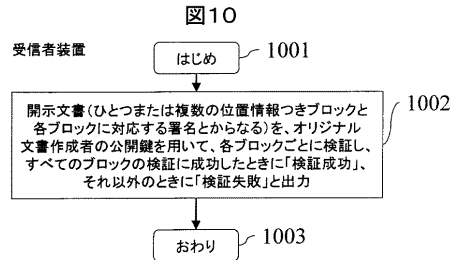 図10
受信者装置
はじめ
1001
開示文書(ひとつまたは複数の位置情報つきブロックと
各ブロックに対応する署名とからなる)を、オリジナル
文書作成者の公開鍵を用いて、各ブロックごとに検証し、
すべてのブロックの検証に成功したときに「検証成功」、
それ以外のときに「検証失敗」と出力
1002
おわり
1003